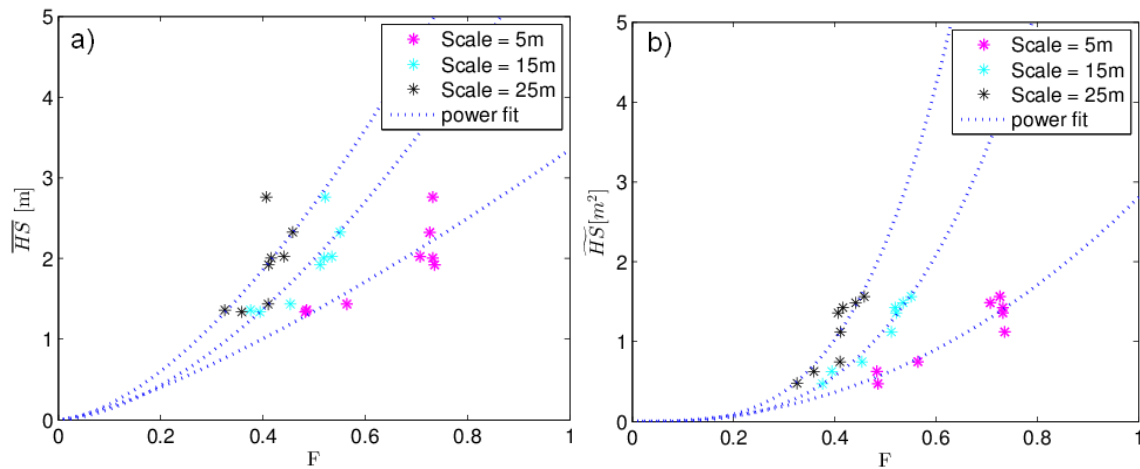 a)
Scale = 5m
Scale = 15m
Scale = 25m
power fit
5
4
3
2
1
0
0
0.2
0.4
0.6
0.8
1
F
HS [m]
b)
Scale = 5m
Scale = 15m
Scale = 25m
power fit
5
4
3
2
1
0
0
0.2
0.4
0.6
0.8
1
F
HS[m²]